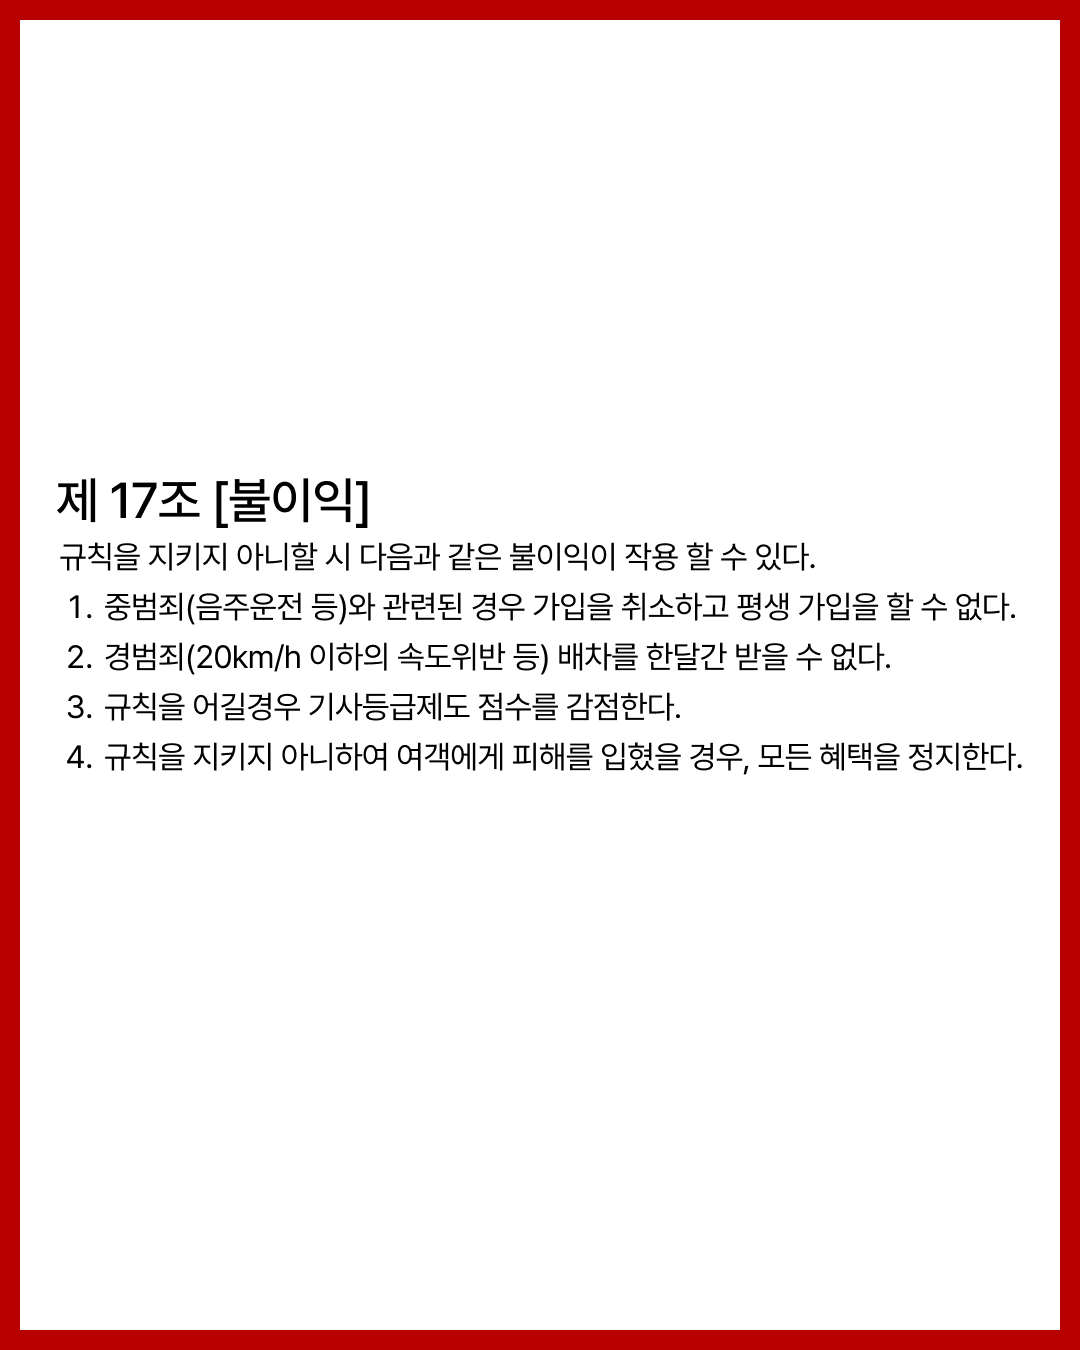 제 17조 [불이익]
규칙을 지키지 아니할 시 다음과 같은 불이익이 작용 할 수 있다.
1. 중범죄(음주운전 등)와 관련된 경우 가입을 취소하고 평생 가입을 할 수 없다.
2. 경범죄(20km/h 이하의 속도위반 등) 배차를 한달간 받을 수 없다.
3. 규칙을 어길경우 기사등급제도 점수를 감점한다.
4. 규칙을 지키지 아니하여 여객에게 피해를 입혔을 경우, 모든 혜택을 정지한다.